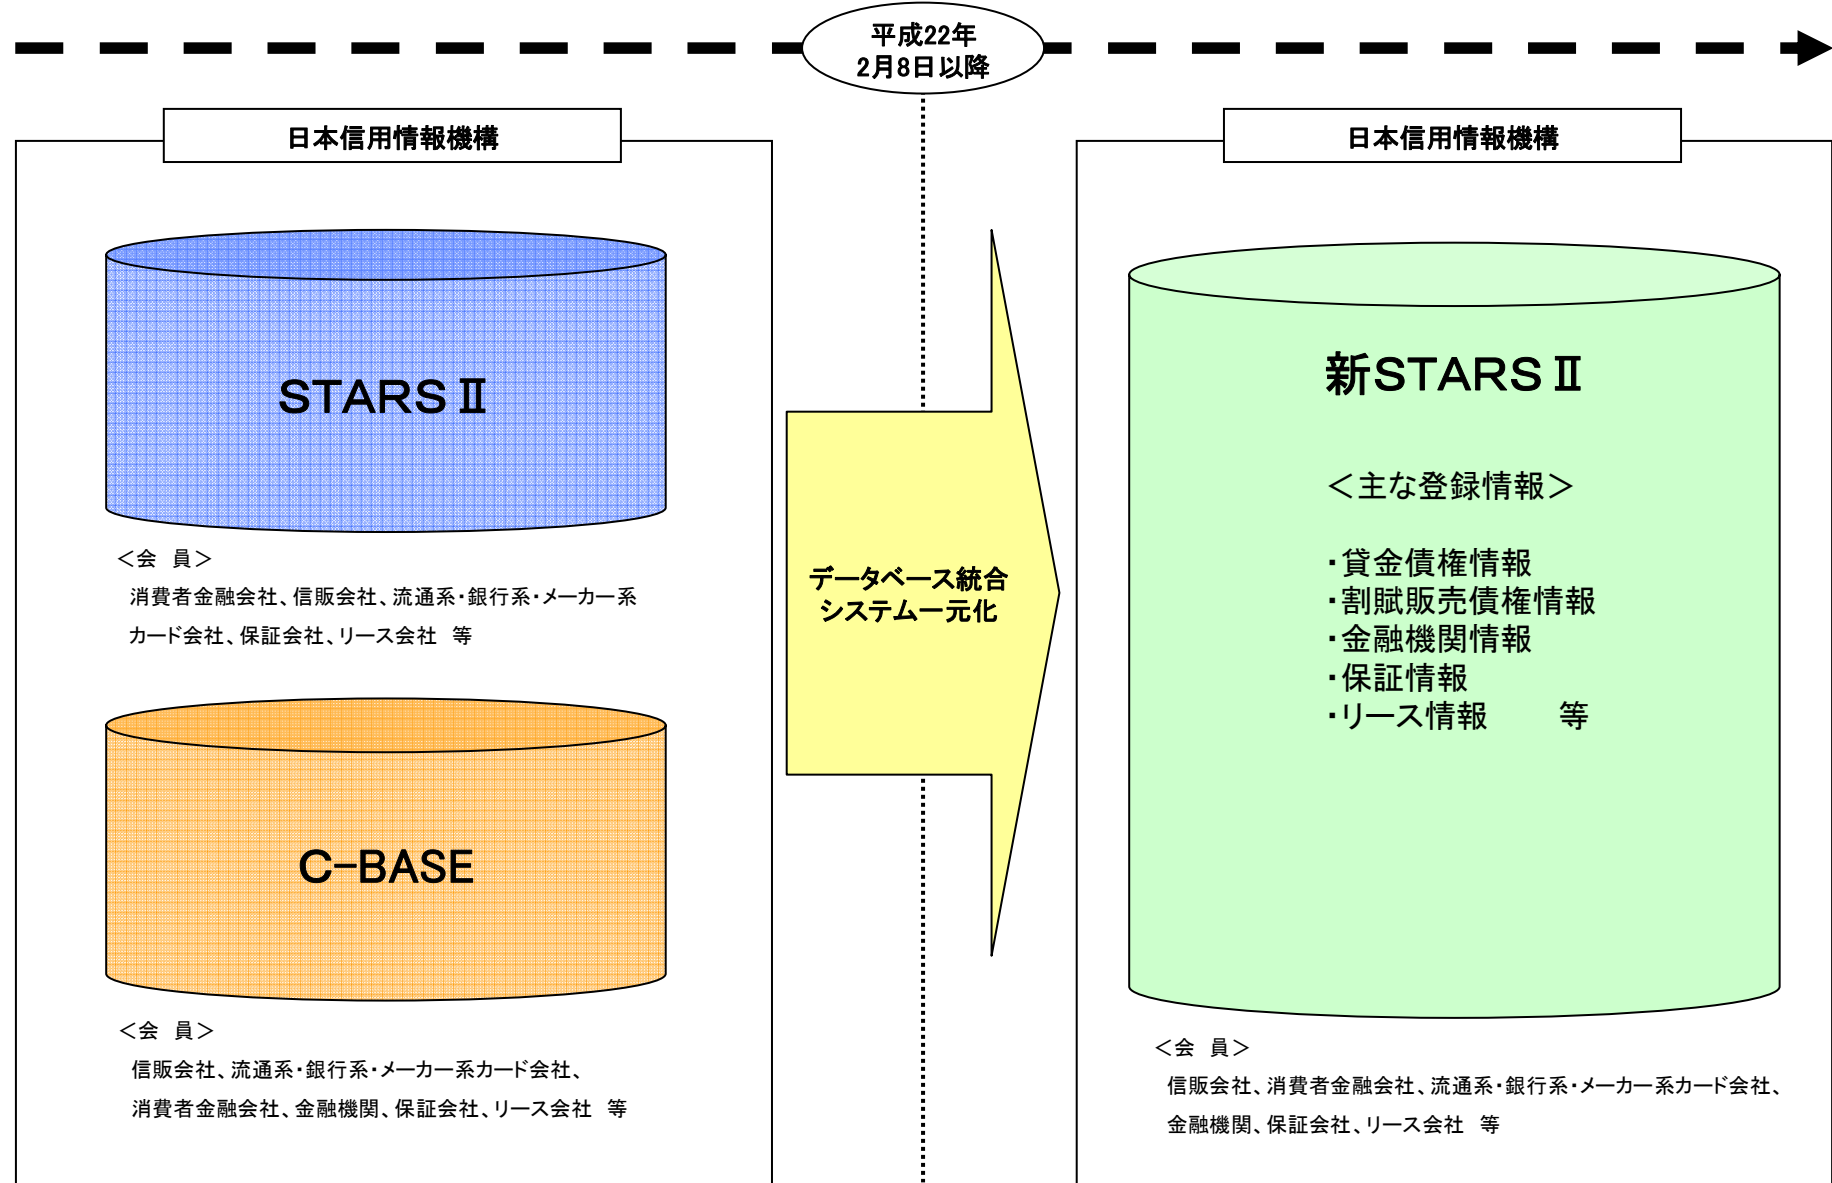 平成22年
2月8日以降
日本信用情報機構
STARSⅡ
＜会　員＞
消費者金融会社、信販会社、流通系・銀行系・メーカー系
カード会社、保証会社、リース会社　等
C-BASE
＜会　員＞
信販会社、流通系・銀行系・メーカー系カード会社、
消費者金融会社、金融機関、保証会社、リース会社　等
データベース統合
システム一元化
日本信用情報機構
新STARSⅡ
＜主な登録情報＞
・貸金債権情報
・割賦販売債権情報
・金融機関情報
・保証情報
・リース情報　　等
＜会　員＞
信販会社、消費者金融会社、流通系・銀行系・メーカー系カード会社、
金融機関、保証会社、リース会社　等